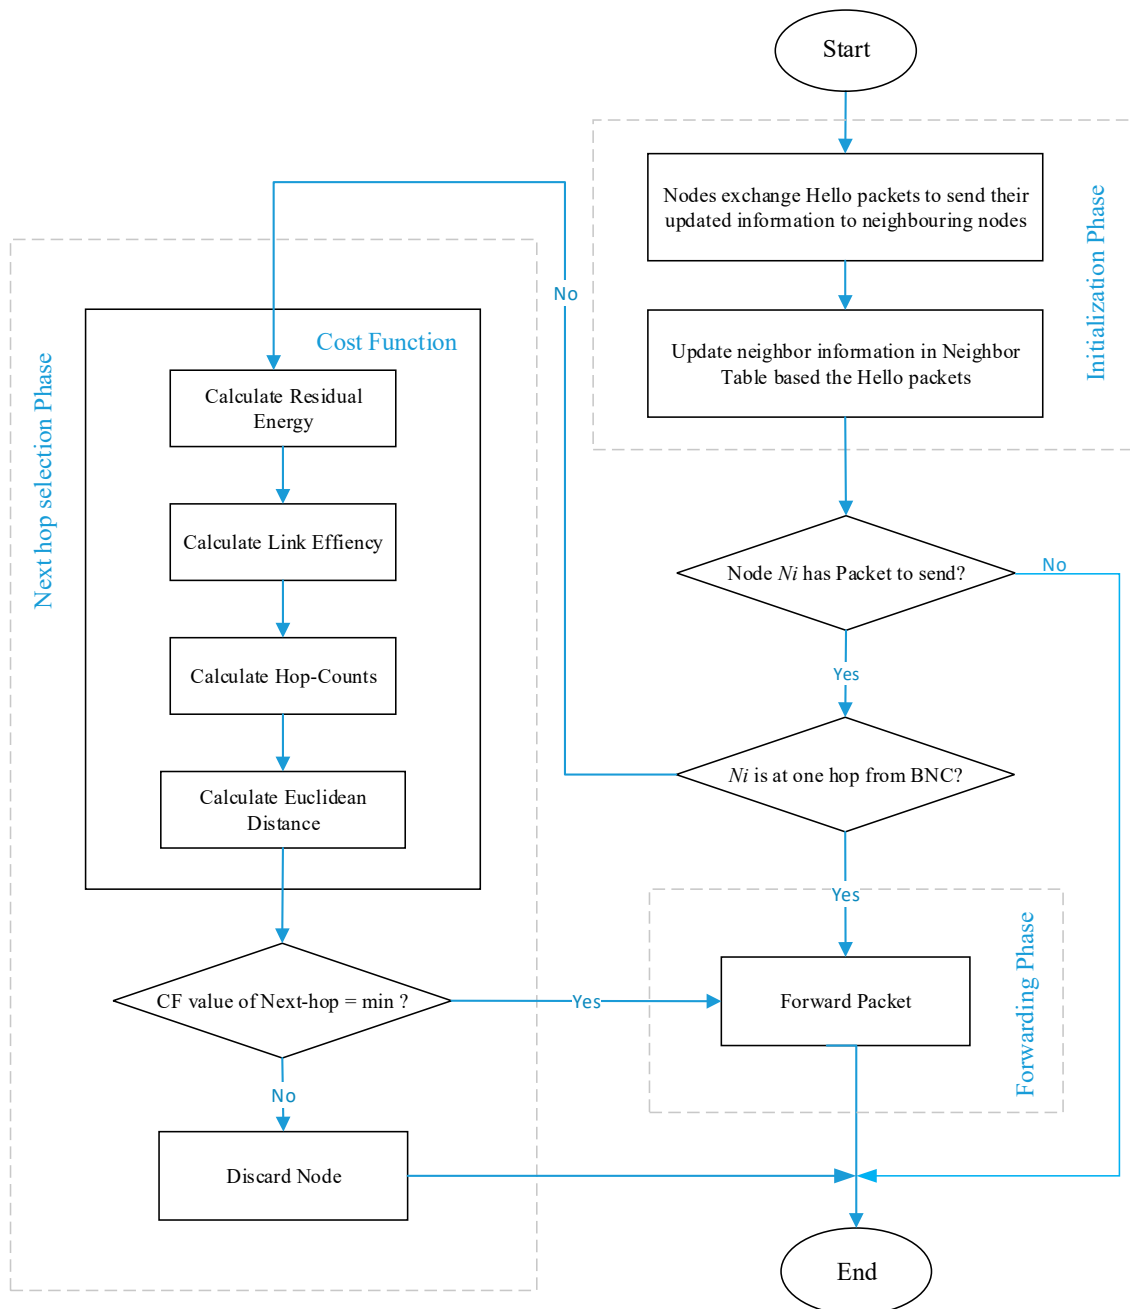 Start
Nodes exchange Hello packets to send their
updated information to neighbouring nodes
Update neighbor information in Neighbor
Table based the Hello packets
Initialization Phase
Node Ni has Packet to send?
No
Yes
Ni is at one hop from BNC?
No
Yes
Next hop selection Phase
Cost Function
Calculate Residual
Energy
Calculate Link Effiency
Calculate Hop-Counts
Calculate Euclidean
Distance
CF value of Next-hop = min ?
Yes
No
Discard Node
Forward Packet
Forwarding Phase
End